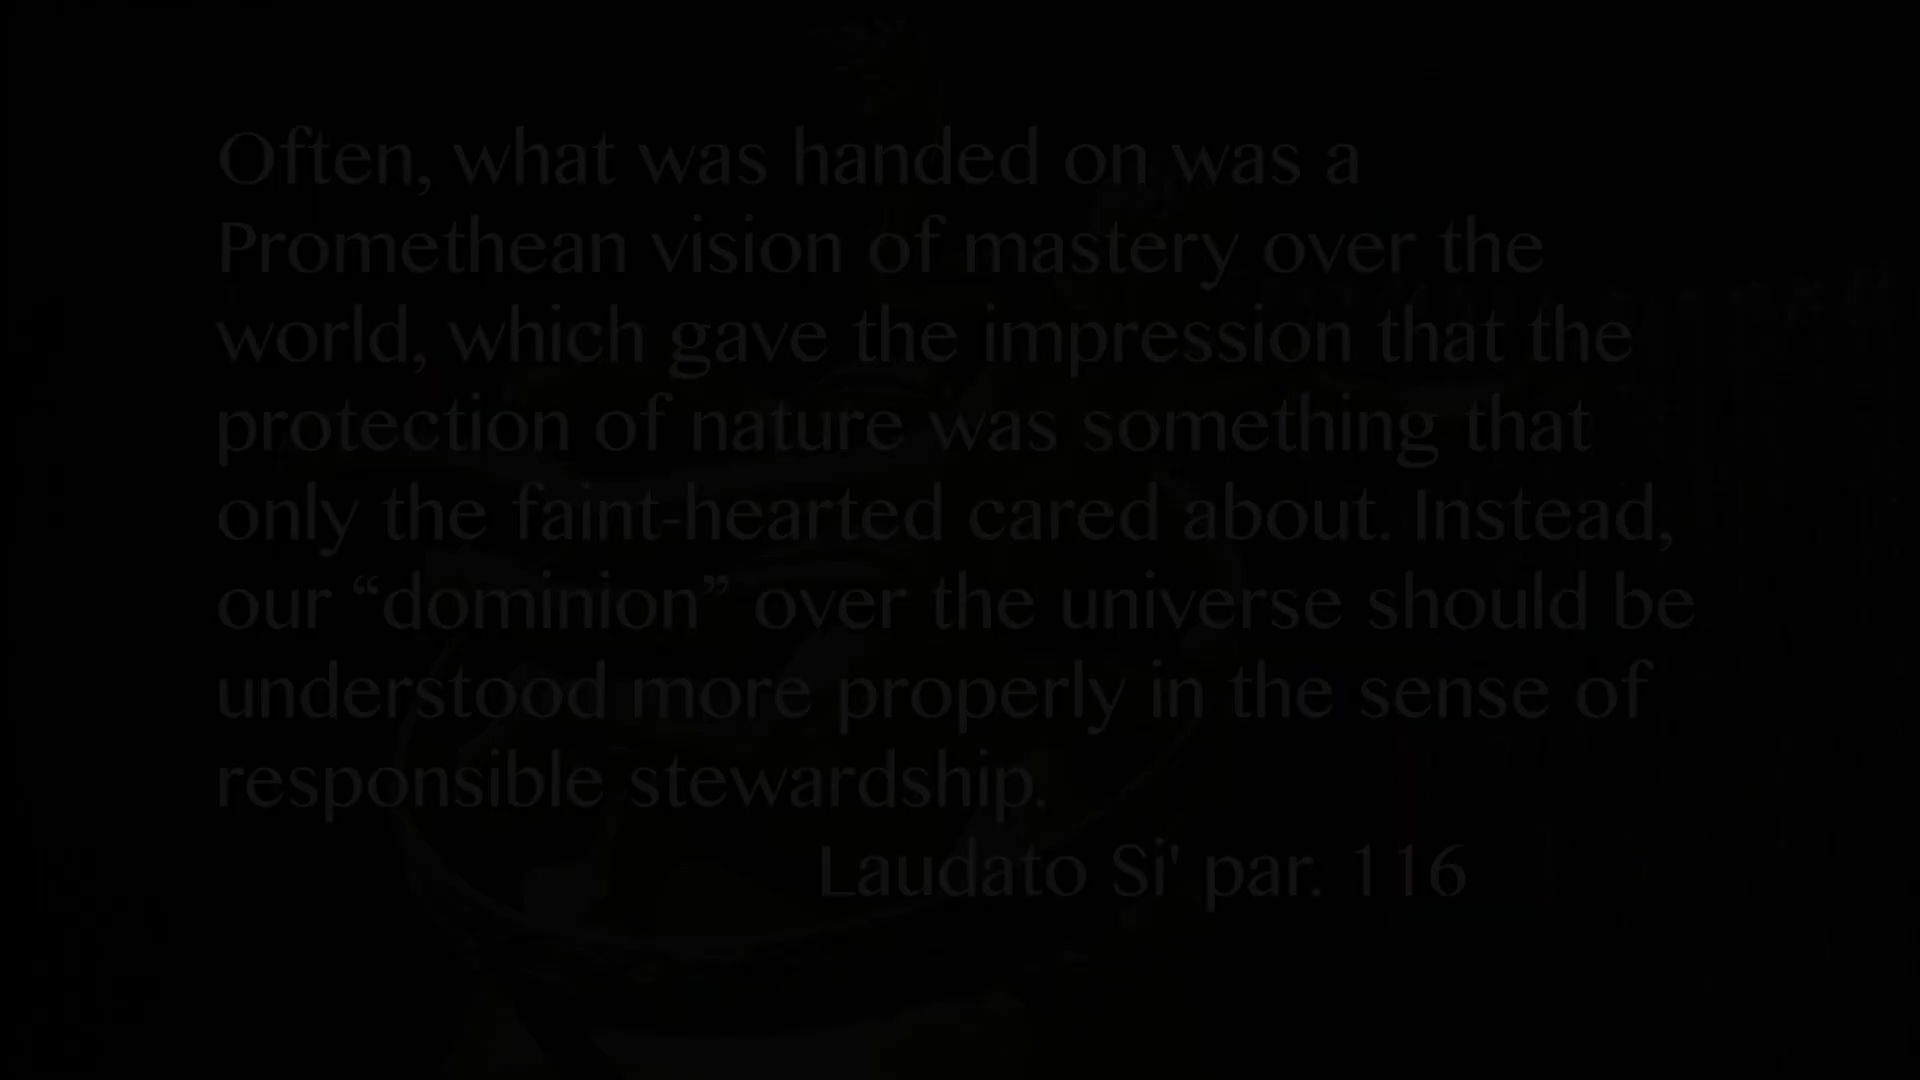 Often, what was handed on was a
Promethean vision of mastery over the
world, which gave the impression that the
protection of nature was something that
only the faint-hearted cared about. Instead,
our “dominion” over the universe should be
understood more properly in the sense of
responsible stewardship.
Laudato Si' par. 116